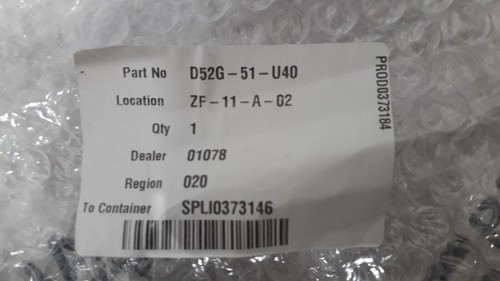 Part No D52G-51-U40
Location ZF-11-A-02
Qty 1
Dealer 01078
Region 020
To Container SPLI0373146
PROD0373184